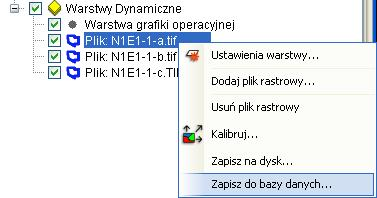 Warstwy Dynamiczne
Warstwa grafiki operacyjnej
Plik: N1E1-1-a.tif
Plik: N1E1-1-b.tif
Plik: N1E1-1-c.TI
Ustawienia warstwy...
Dodaj plik rastrowy...
Usuń plik rastrowy
Kalibruj...
Zapisz na dysk...
Zapisz do bazy danych...